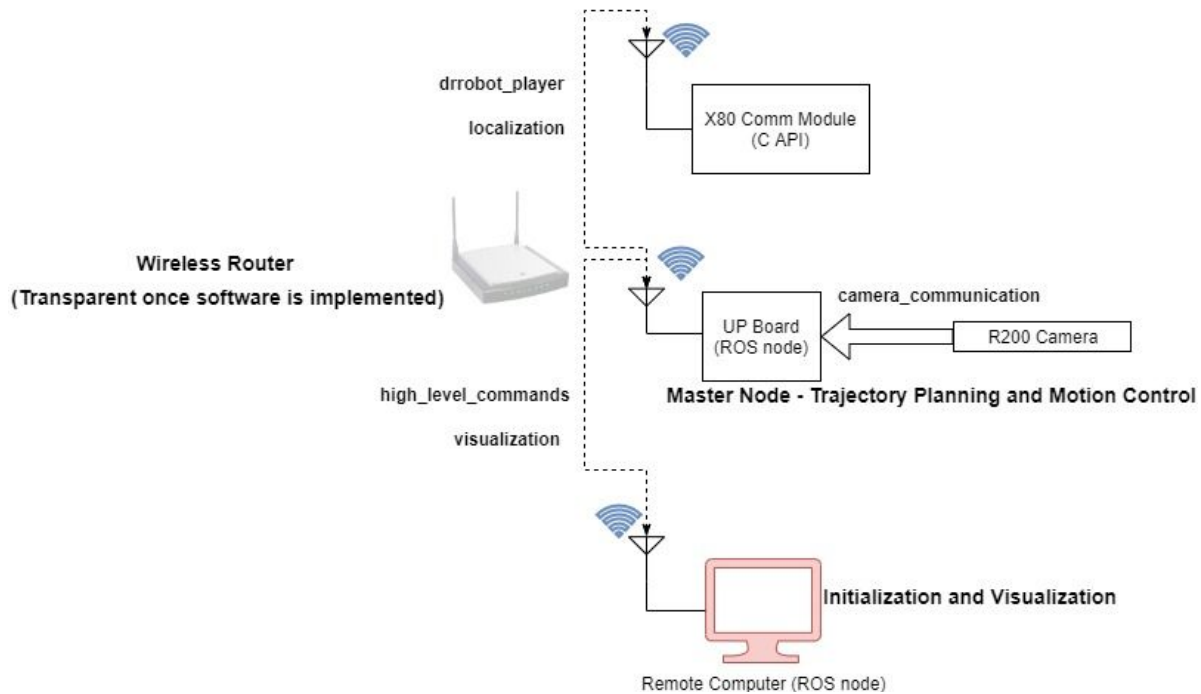 drrobot_player
localization
X80 Comm Module
(C API)
Wireless Router
(Transparent once software is implemented)
camera_communication
UP Board
(ROS node)
R200 Camera
high_level_commands
visualization
Master Node - Trajectory Planning and Motion Control
Initialization and Visualization
Remote Computer (ROS node)